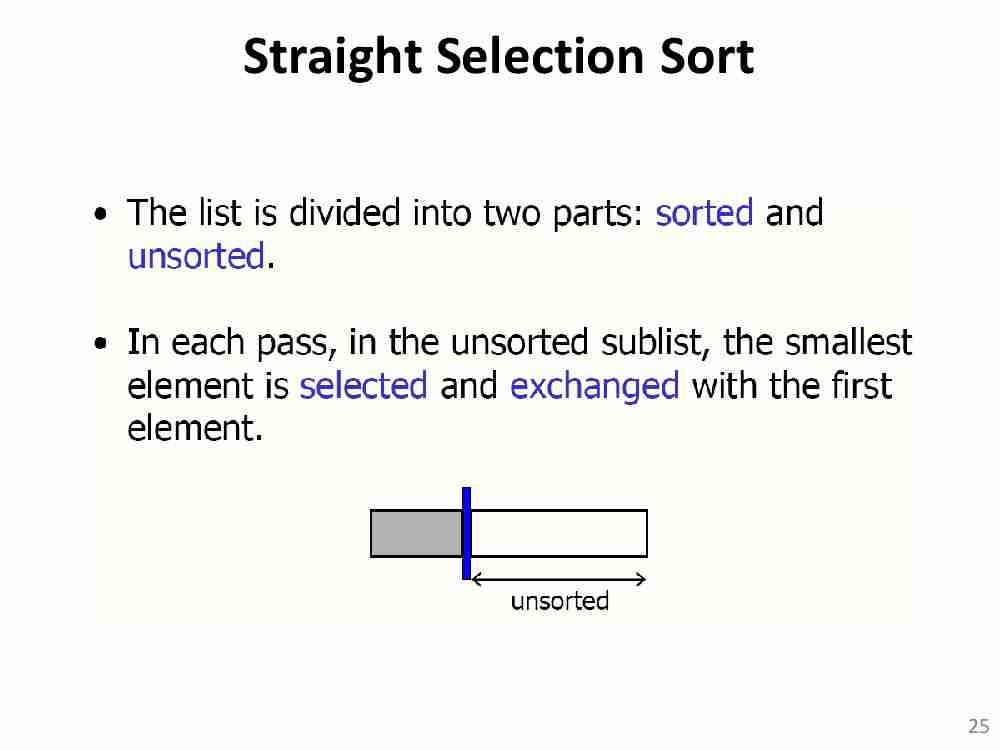 Straight Selection Sort
• The list is divided into two parts: sorted and
unsorted.
• In each pass, in the unsorted sublist, the smallest
element is selected and exchanged with the first
element.
unsorted
25